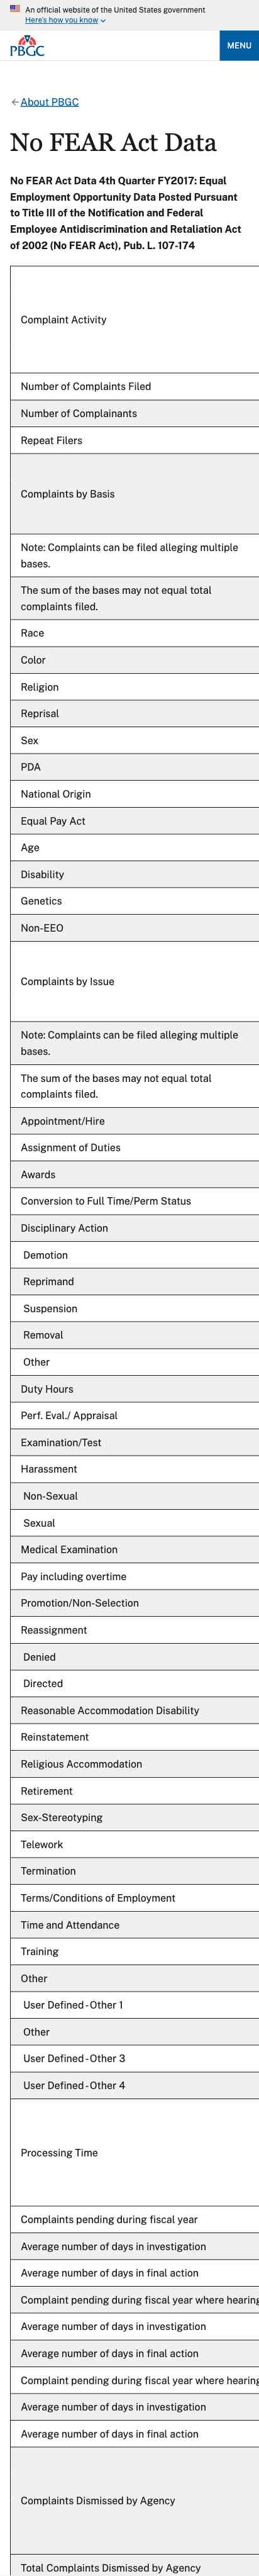 An official website of the United States government
Here's how you know
PBGC
MENU
About PBGC
No FEAR Act Data
No FEAR Act Data 4th Quarter FY2017: Equal
Employment Opportunity Data Posted Pursuant
to Title III of the Notification and Federal
Employee Antidiscrimination and Retaliation Act
of 2002 (No FEAR Act), Pub. L. 107-174
Complaint Activity
Number of Complaints Filed
Number of Complainants
Repeat Filers
Complaints by Basis
Note: Complaints can be filed alleging multiple
bases.
The sum of the bases may not equal total
complaints filed.
Race
Color
Religion
Reprisal
Sex
PDA
National Origin
Equal Pay Act
Age
Disability
Genetics
Non-EEO
Complaints by Issue
Note: Complaints can be filed alleging multiple
bases.
The sum of the bases may not equal total
complaints filed.
Appointment/Hire
Assignment of Duties
Awards
Conversion to Full Time/Perm Status
Disciplinary Action
Demotion
Reprimand
Suspension
Removal
Other
Duty Hours
Perf. Eval./ Appraisal
Examination/Test
Harassment
Non-Sexual
Sexual
Medical Examination
Pay including overtime
Promotion/Non-Selection
Reassignment
Denied
Directed
Reasonable Accommodation Disability
Reinstatement
Religious Accommodation
Retirement
Sex-Stereotyping
Telework
Termination
Terms/Conditions of Employment
Time and Attendance
Training
Other
User Defined - Other 1
Other
User Defined - Other 3
User Defined - Other 4
Processing Time
Complaints pending during fiscal year
Average number of days in investigation
Average number of days in final action
Complaint pending during fiscal year where hearing
Average number of days in investigation
Average number of days in final action
Complaint pending during fiscal year where hearing
Average number of days in investigation
Average number of days in final action
Complaints Dismissed by Agency
Total Complaints Dismissed by Agency